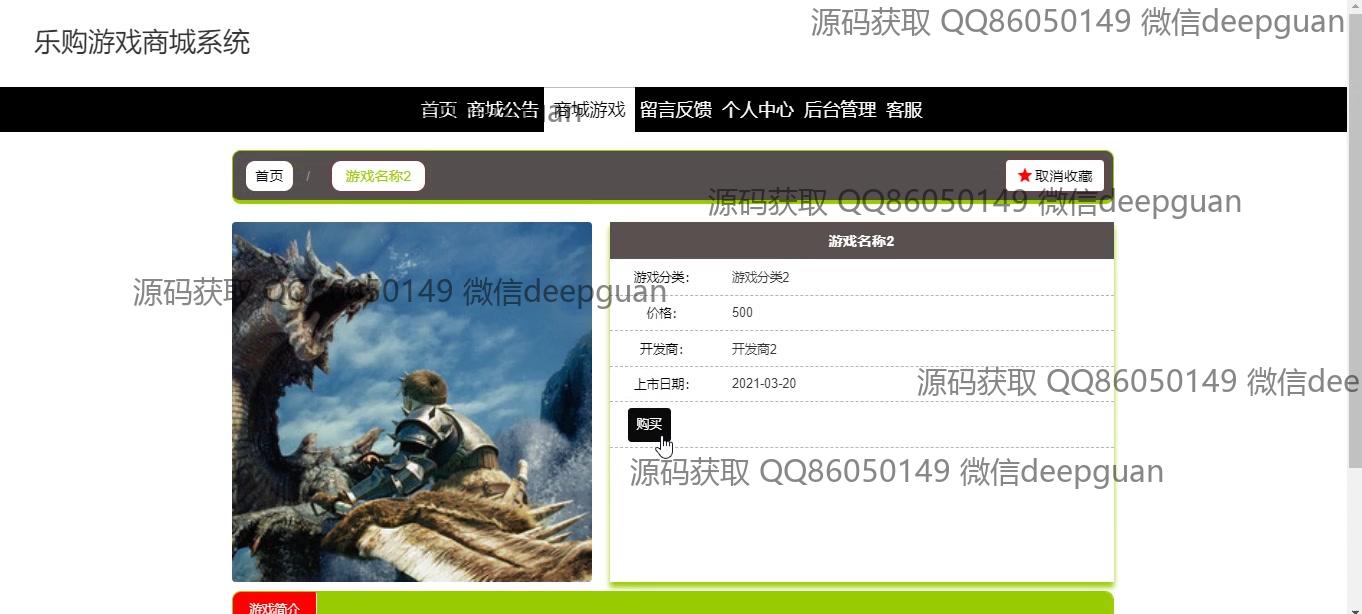 源码获取 QQ86050149 微信deepguan
乐购游戏商城系统
首页 商城公告 商城游戏 留言反馈 个人中心 后台管理 客服
首页 / 游戏名称2 ★取消收藏
源码获取 QQ86050149 微信deepguan
游戏名称2
游戏分类： 游戏分类2
源码获取 QQ86050149 微信deepguan
价格： 500
开发商： 开发商2
上市日期： 2021-03-20
源码获取 QQ86050149 微信dee
购买
源码获取 QQ86050149 微信deepguan
游戏简介